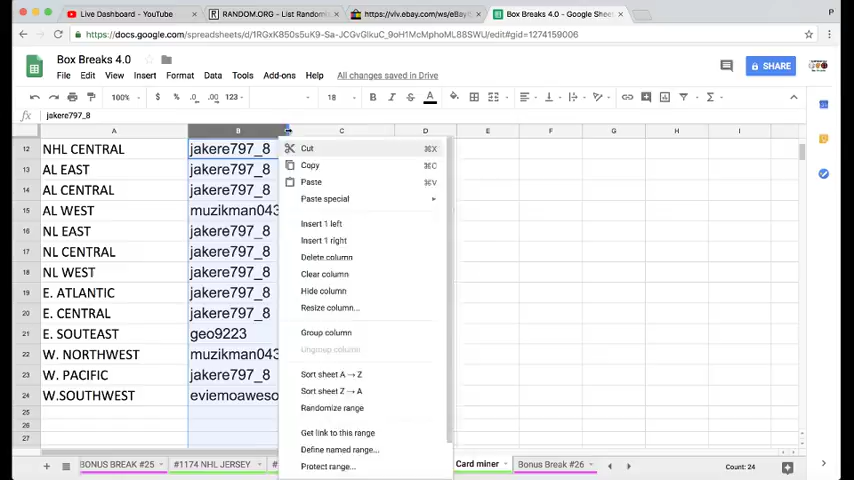 Live Dashboard - YouTube
RANDOM.ORG - List Randomi
https://viv.ebay.com/ws/eBay
Box Breaks 4.0 - Google Sheet
https://docs.google.com/spreadsheets/d/1RGxK850s5uK9-Sa-JCGvGlkuC_9oH1McMphoML88SWU/edit#gid=1274159006
Box Breaks 4.0
File Edit View Insert Format Data Tools Add-ons Help All changes saved in Drive
SHARE
100% $ % .0 .00 123 18 B I S A
fx jakere797_8
A B C D E F G H I
12 NHL CENTRAL jakere797_8
13 AL EAST jakere797_8
14 AL CENTRAL jakere797_8
15 AL WEST muzikman043
16 NL EAST jakere797_8
17 NL CENTRAL jakere797_8
18 NL WEST jakere797_8
19 E. ATLANTIC jakere797_8
20 E. CENTRAL jakere797_8
21 E. SOUTEAST geo9223
22 W. NORTHWEST muzikman043
23 W. PACIFIC jakere797_8
24 W.SOUTHWEST eviemoaweso
25
26
27
Cut ⌘X
Copy ⌘C
Paste ⌘V
Paste special
Insert 1 left
Insert 1 right
Delete column
Clear column
Hide column
Resize column...
Group column
Ungroup column
Sort sheet A → Z
Sort sheet Z → A
Randomize range
Get link to this range
Define named range...
Protect range...
BONUS BREAK #25 #1174 NHL JERSEY Card miner Bonus Break #26 Count: 24